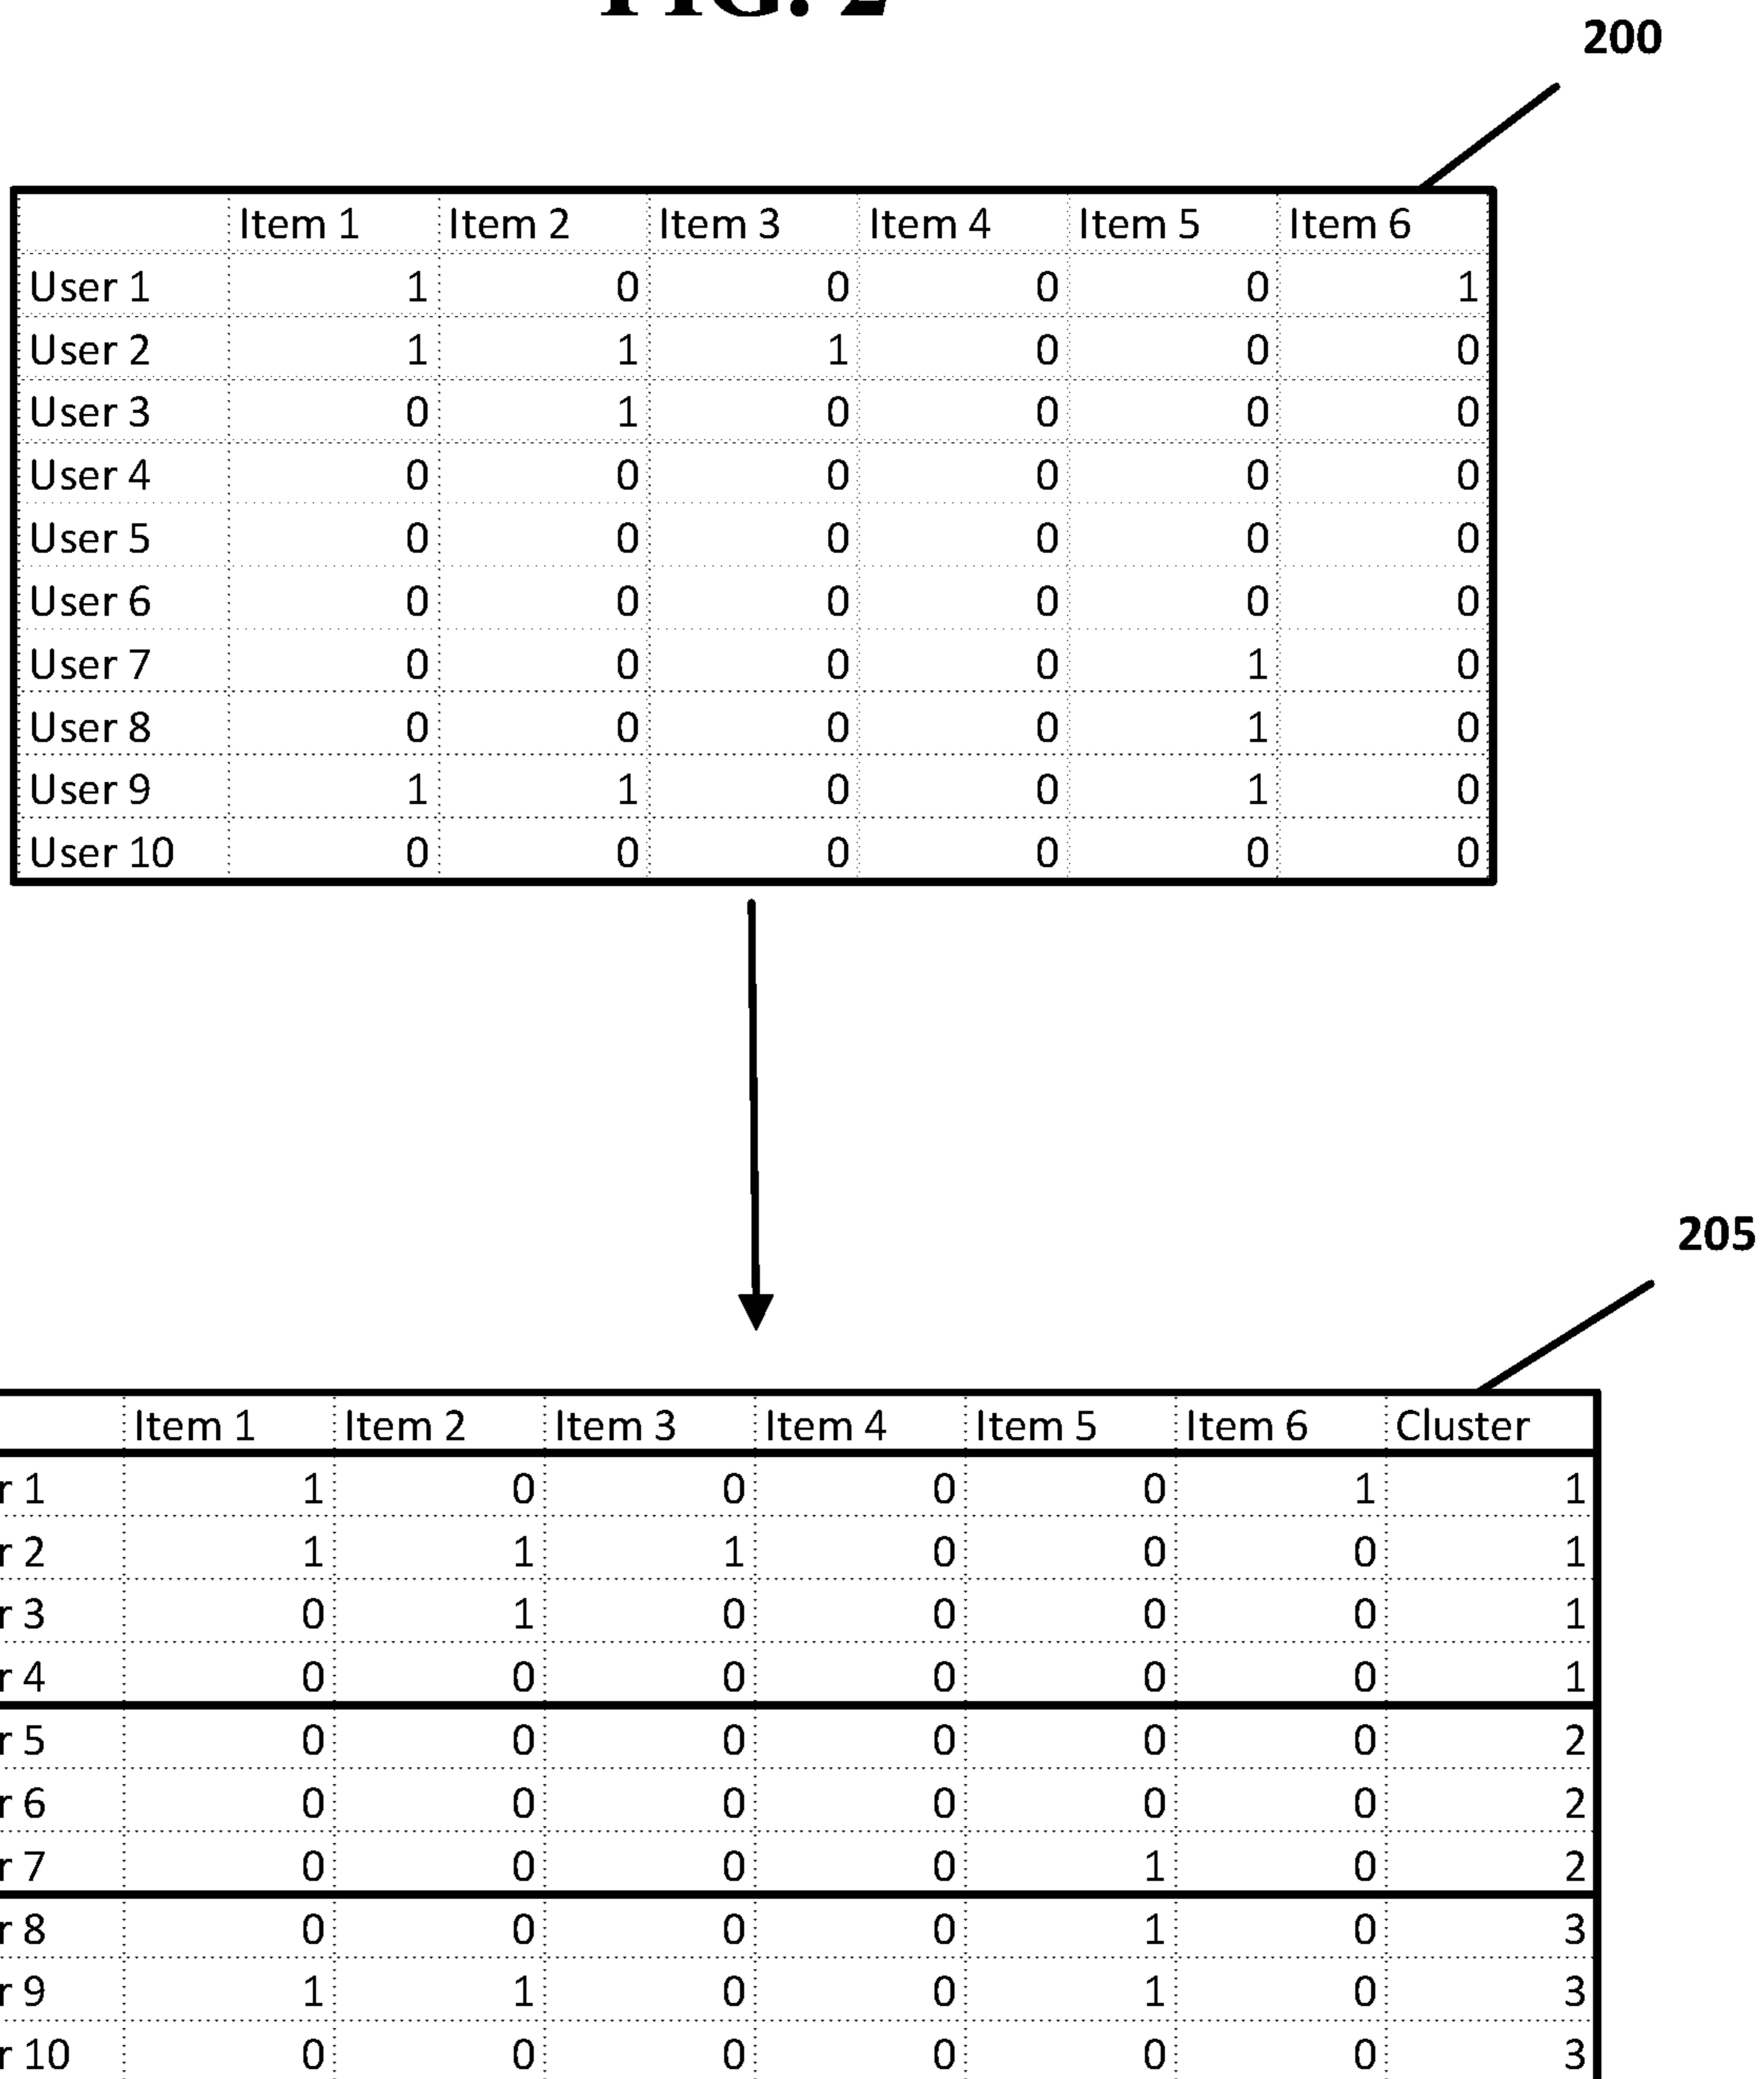 FIG. 2
200
Item 1 Item 2 Item 3 Item 4 Item 5 Item 6
User 1 1 0 0 0 0 1
User 2 1 1 1 0 0 0
User 3 0 1 0 0 0 0
User 4 0 0 0 0 0 0
User 5 0 0 0 0 0 0
User 6 0 0 0 0 0 0
User 7 0 0 0 0 1 0
User 8 0 0 0 0 1 0
User 9 1 1 0 0 1 0
User 10 0 0 0 0 0 0
205
Item 1 Item 2 Item 3 Item 4 Item 5 Item 6 Cluster
r 1 1 0 0 0 0 1 1
r 2 1 1 1 0 0 0 1
r 3 0 1 0 0 0 0 1
r 4 0 0 0 0 0 0 1
r 5 0 0 0 0 0 0 2
r 6 0 0 0 0 0 0 2
r 7 0 0 0 0 1 0 2
r 8 0 0 0 0 1 0 3
r 9 1 1 0 0 1 0 3
r 10 0 0 0 0 0 0 3